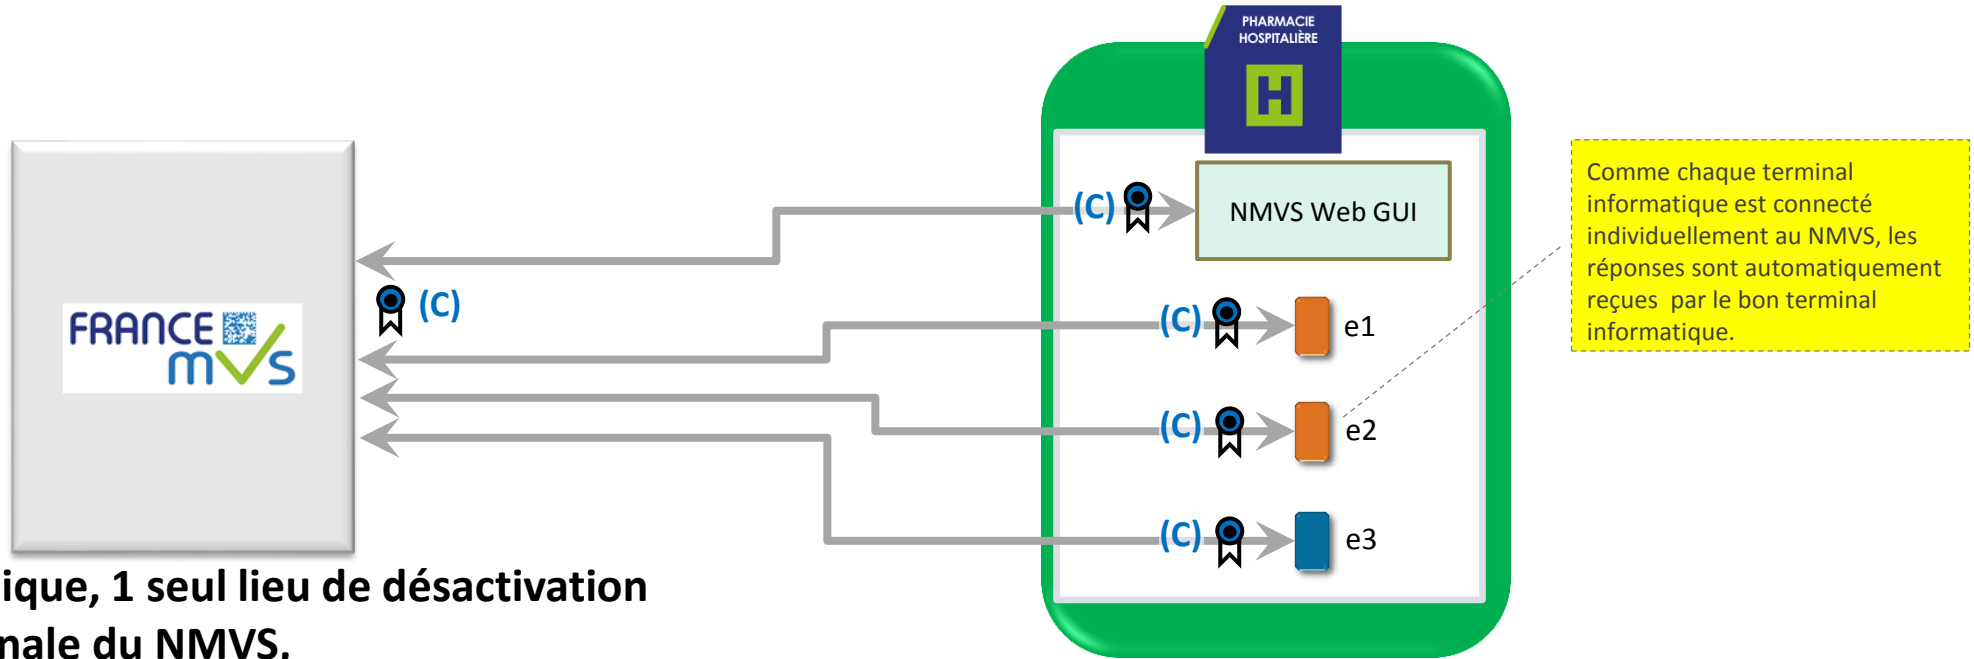 PHARMACIE
HOSPITALIÈRE
H
FRANCE
mvs
(C)
(C)
NMVS Web GUI
(C)
e1
(C)
e2
(C)
e3
Comme chaque terminal
informatique est connecté
individuellement au NMVS, les
réponses sont automatiquement
reçues  par le bon terminal
informatique.
ique, 1 seul lieu de désactivation
nale du NMVS.